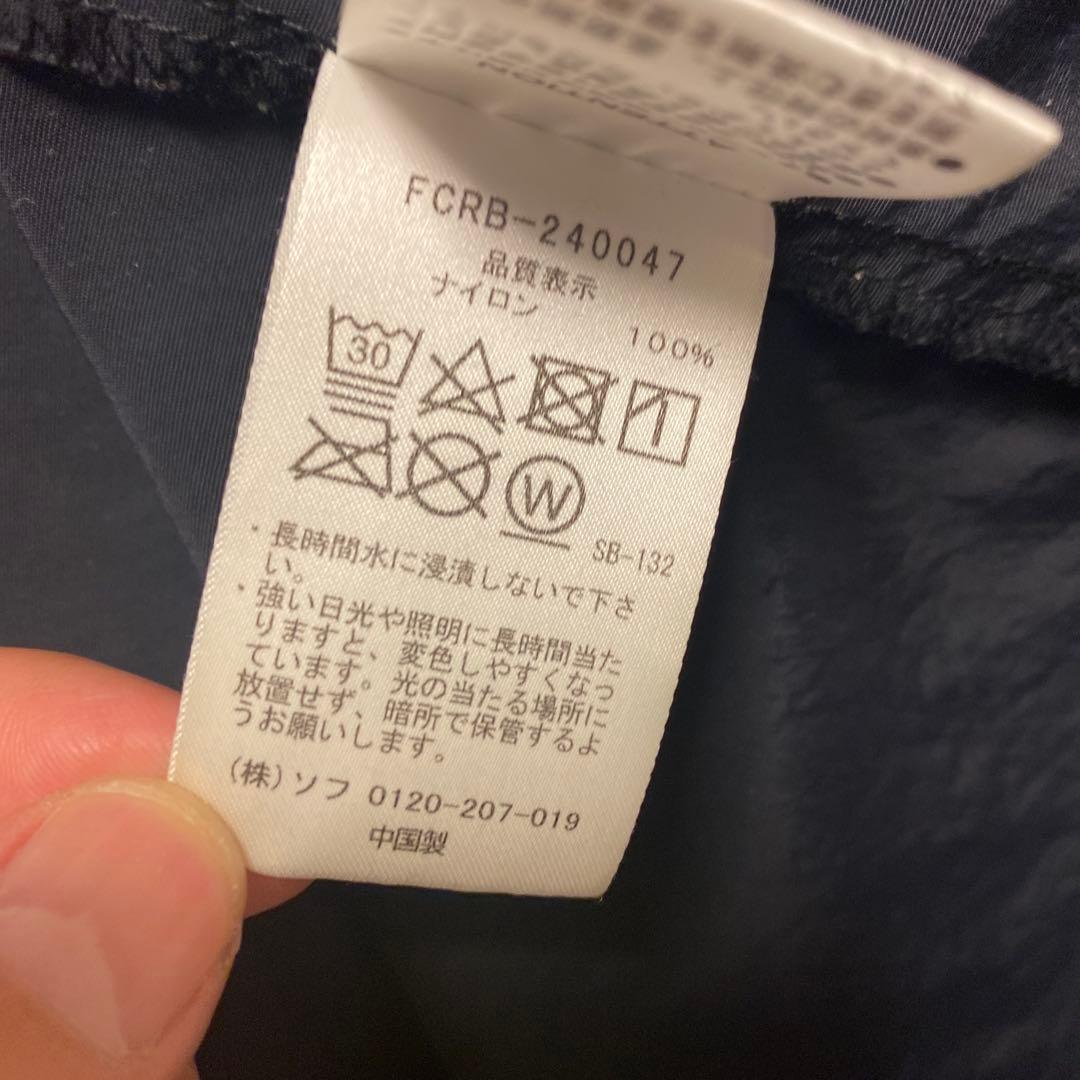 FCRB-240047
品質表示
ナイロン
100%
30
W
SB-132
・長時間水に浸漬しないで下さ
い。
・強い日光や照明に長時間当た
りますと、変色しやすくなっ
ています。光の当たる場所に
放置せず、暗所で保管するよ
うお願いします。
(株)ソフ 0120-207-019
中国製